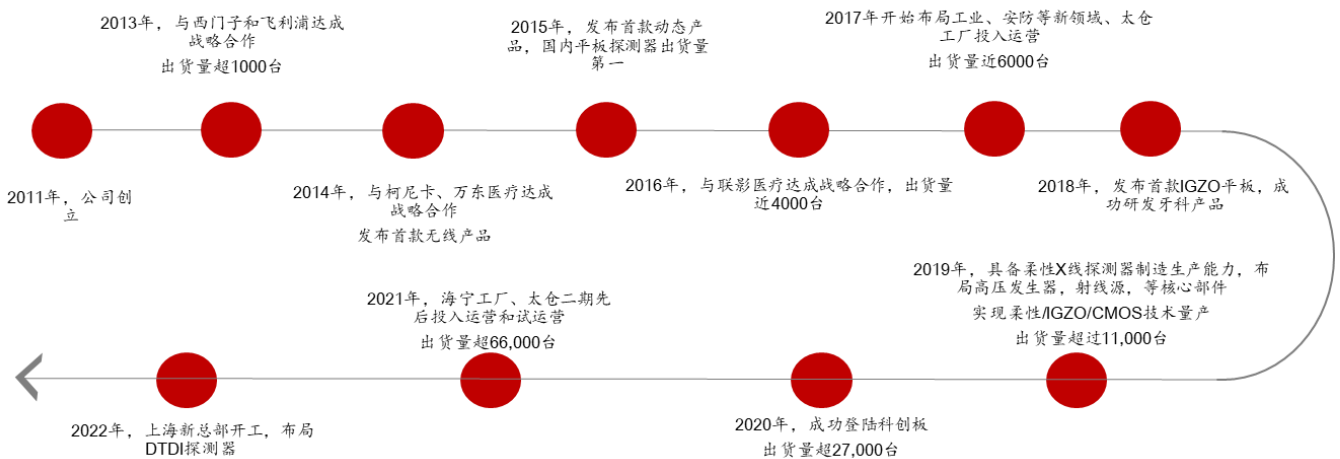 2011年，公司创
立
2013年，与西门子和飞利浦达成
战略合作
出货量超1000台
2014年，与柯尼卡、万东医疗达成
战略合作
发布首款无线产品
2015年，发布首款动态产
品，国内平板探测器出货量
第一
2016年，与联影医疗达成战略合作，出货量
近4000台
2017年开始布局工业、安防等新领域、太仓
工厂投入运营
出货量近6000台
2018年，发布首款IGZO平板，成
功研发牙科产品
2019年，具备柔性X线探测器制造生产能力，布
局高压发生器，射线源，等核心部件
实现柔性/IGZO/CMOS技术量产
出货量超过11,000台
2020年，成功登陆科创板
出货量超27,000台
2021年，海宁工厂、太仓二期先
后投入运营和试运营
出货量超66,000台
2022年，上海新总部开工，布局
DTDI探测器